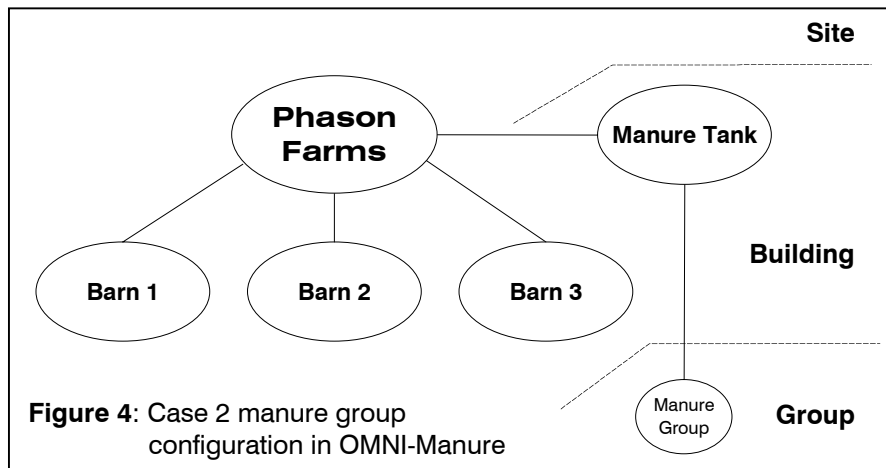 Site
Phason
Farms
Manure Tank
Building
Barn 1
Barn 2
Barn 3
Manure
Group
Group
Figure 4: Case 2 manure group
configuration in OMNI-Manure